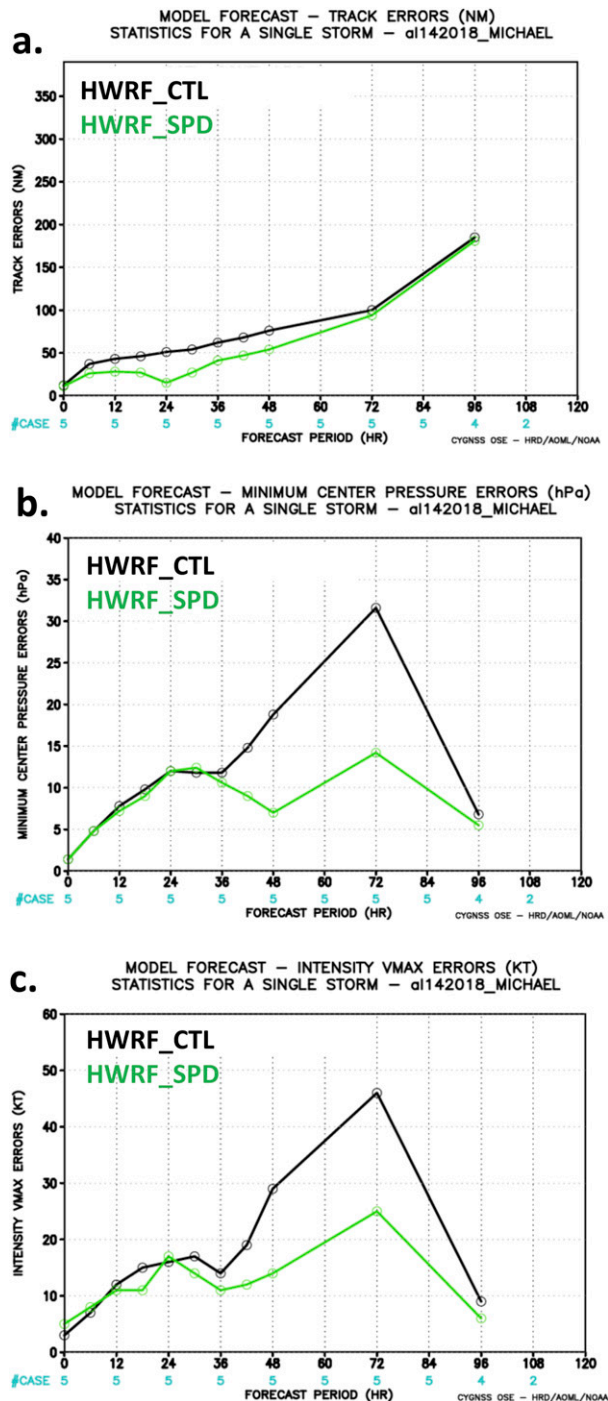 MODEL FORECAST – TRACK ERRORS (NM)
STATISTICS FOR A SINGLE STORM – al142018_MICHAEL
a.
HWRF_CTL
HWRF_SPD
TRACK ERRORS (NM)
350
300
250
200
150
100
50
0
0 12 24 36 48 60 72 84 96 108 120
#CASE 5 5 5 5 5 5 5 5 4 2
FORECAST PERIOD (HR)
CYGNSS OSE – HRD/AOML/NOAA
MODEL FORECAST – MINIMUM CENTER PRESSURE ERRORS (hPa)
STATISTICS FOR A SINGLE STORM – al142018_MICHAEL
b.
HWRF_CTL
HWRF_SPD
MINIMUM CENTER PRESSURE ERRORS (hPa)
40
35
30
25
20
15
10
5
0
0 12 24 36 48 60 72 84 96 108 120
#CASE 5 5 5 5 5 5 5 5 4 2
FORECAST PERIOD (HR)
CYGNSS OSE – HRD/AOML/NOAA
MODEL FORECAST – INTENSITY VMAX ERRORS (KT)
STATISTICS FOR A SINGLE STORM – al142018_MICHAEL
c.
HWRF_CTL
HWRF_SPD
INTENSITY VMAX ERRORS (KT)
60
50
40
30
20
10
0
0 12 24 36 48 60 72 84 96 108 120
#CASE 5 5 5 5 5 5 5 5 4 2
FORECAST PERIOD (HR)
CYGNSS OSE – HRD/AOML/NOAA